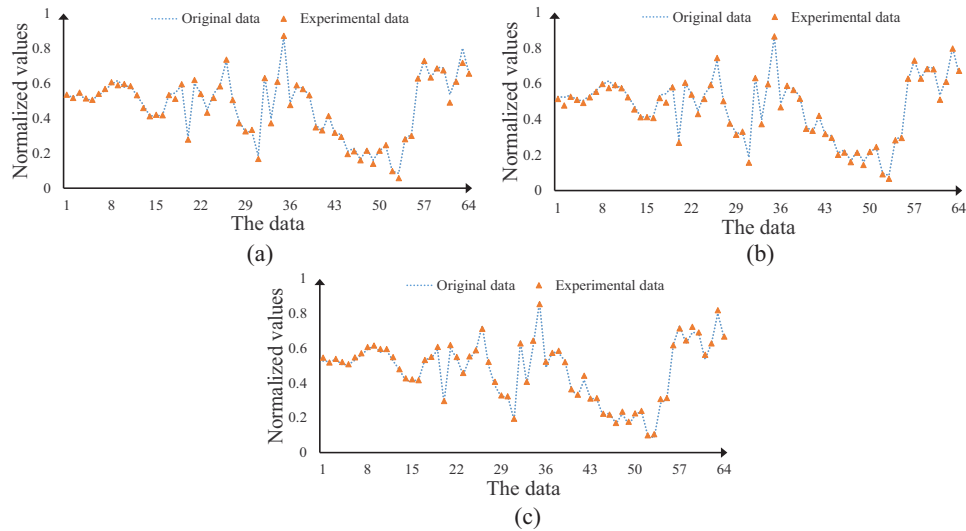 1
Original data
Experimental data
Normalized values
0.8
0.6
0.4
0.2
0
1 8 15 22 29 36 43 50 57 64
The data
(a)
1
Original data
Experimental data
Normalized values
0.8
0.6
0.4
0.2
0
1 8 15 22 29 36 43 50 57 64
The data
(b)
1
Original data
Experimental data
Normalized values
0.8
0.6
0.4
0.2
0
1 8 15 22 29 36 43 50 57 64
The data
(c)